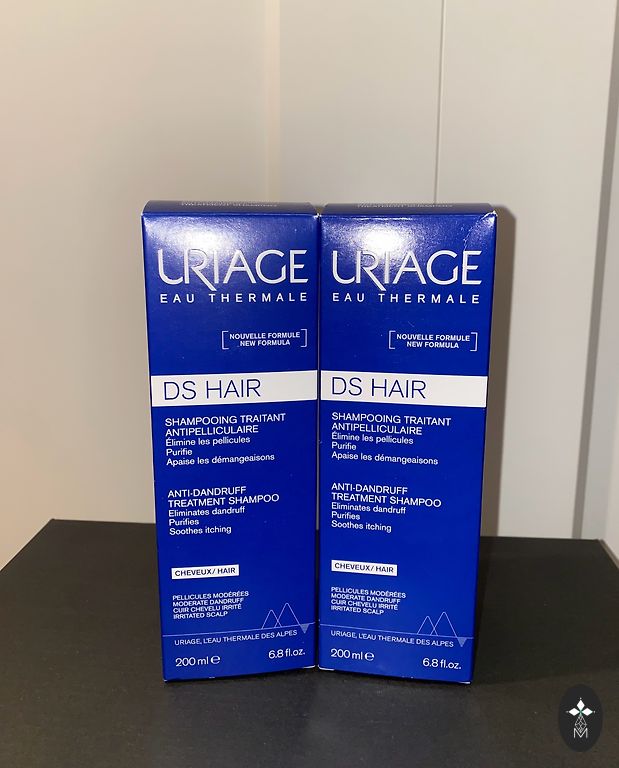 URIAGE
EAU THERMALE
NOUVELLE FORMULE
NEW FORMULA
DS HAIR
SHAMPOOING TRAITANT
ANTIPELLICULAIRE
Élimine les pellicules
Purifie
Apaise les démangeaisons
ANTI-DANDRUFF
TREATMENT SHAMPOO
Eliminates dandruff
Purifies
Soothes itching
CHEVEUX/HAIR
PELLICULES MODÉRÉES
MODERATE DANDRUFF
CUIR CHEVELU IRRITÉ
IRRITATED SCALP
URIAGE, L'EAU THERMALE DES ALPES
200 ml e 6.8 fl.oz.
URIAGE
EAU THERMALE
NOUVELLE FORMULE
NEW FORMULA
DS HAIR
SHAMPOOING TRAITANT
ANTIPELLICULAIRE
Élimine les pellicules
Purifie
Apaise les démangeaisons
ANTI-DANDRUFF
TREATMENT SHAMPOO
Eliminates dandruff
Purifies
Soothes itching
CHEVEUX/HAIR
PELLICULES MODÉRÉES
MODERATE DANDRUFF
CUIR CHEVELU IRRITÉ
IRRITATED SCALP
URIAGE, L'EAU THERMALE DES ALPES
200 ml e 6.8 fl.oz.
M